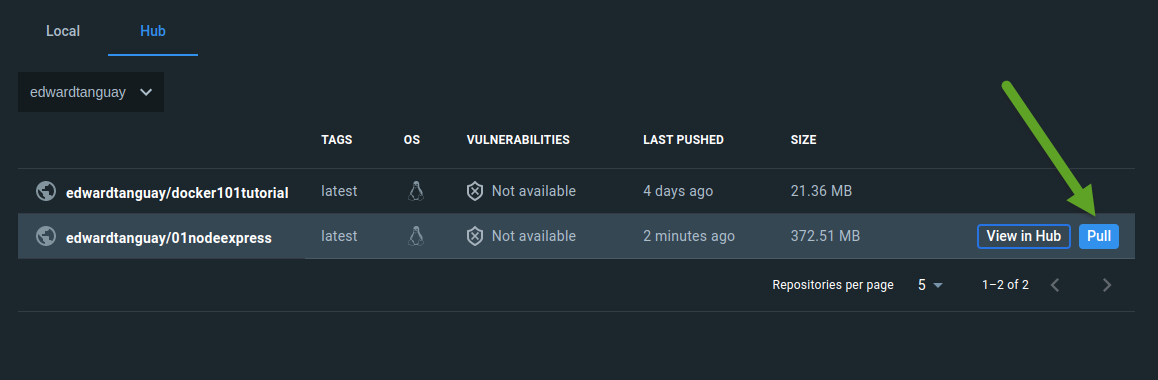 Local Hub
edwardtanguay
TAGS OS VULNERABILITIES LAST PUSHED SIZE
edwardtanguay/docker101tutorial latest Not available 4 days ago 21.36 MB
edwardtanguay/01nodeexpress latest Not available 2 minutes ago 372.51 MB View in Hub Pull
Repositories per page 5 1–2 of 2